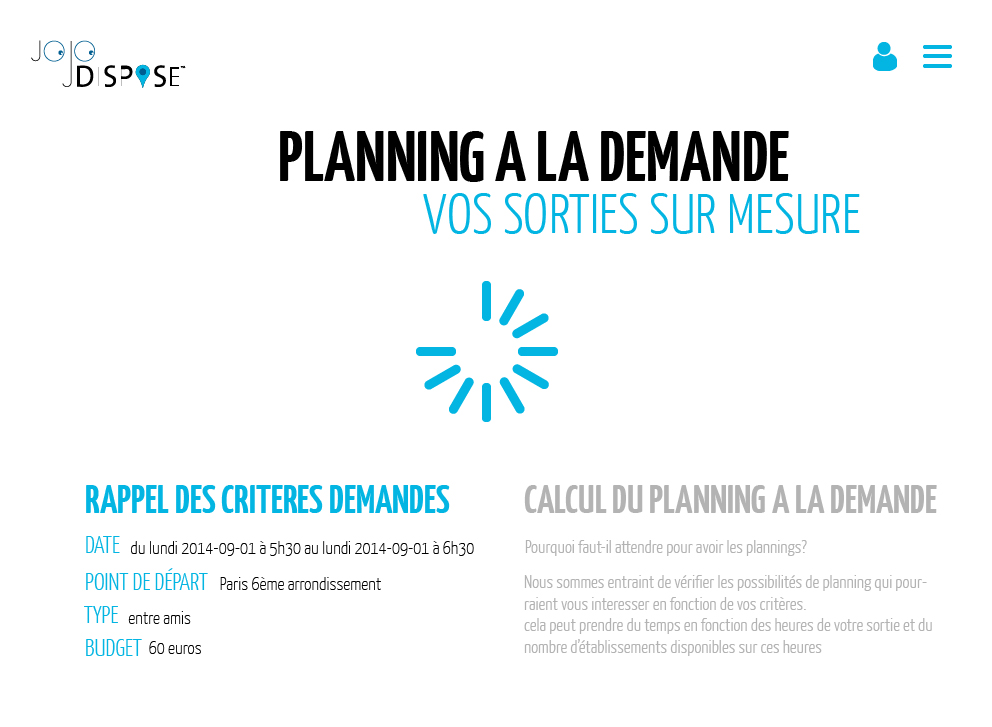 JOJO
DISPOSE™
PLANNING A LA DEMANDE
VOS SORTIES SUR MESURE
RAPPEL DES CRITERES DEMANDES
DATE du lundi 2014-09-01 à 5h30 au lundi 2014-09-01 à 6h30
POINT DE DÉPART Paris 6ème arrondissement
TYPE entre amis
BUDGET 60 euros
CALCUL DU PLANNING A LA DEMANDE
Pourquoi faut-il attendre pour avoir les plannings?
Nous sommes entraint de vérifier les possibilités de planning qui pour-
raient vous interesser en fonction de vos critères.
cela peut prendre du temps en fonction des heures de votre sortie et du
nombre d'établissements disponibles sur ces heures